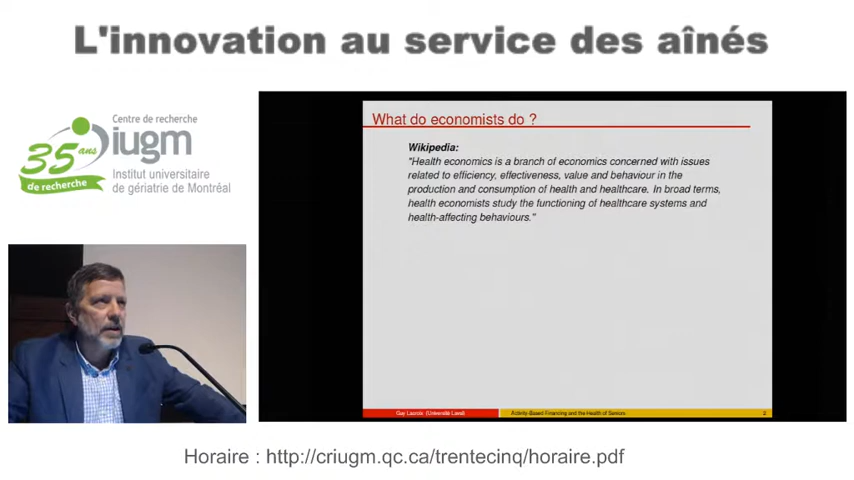 L'innovation au service des aînés
Centre de recherche
iugm
35 ans
de recherche
Institut universitaire
de gériatrie de Montréal
What do economists do ?
Wikipedia:
"Health economics is a branch of economics concerned with issues
related to efficiency, effectiveness, value and behaviour in the
production and consumption of health and healthcare. In broad terms,
health economists study the functioning of healthcare systems and
health-affecting behaviours."
Guy Lacroix (Université Laval)
Activity-Based Financing and the Health of Seniors
2
Horaire : http://criugm.qc.ca/trentecinq/horaire.pdf